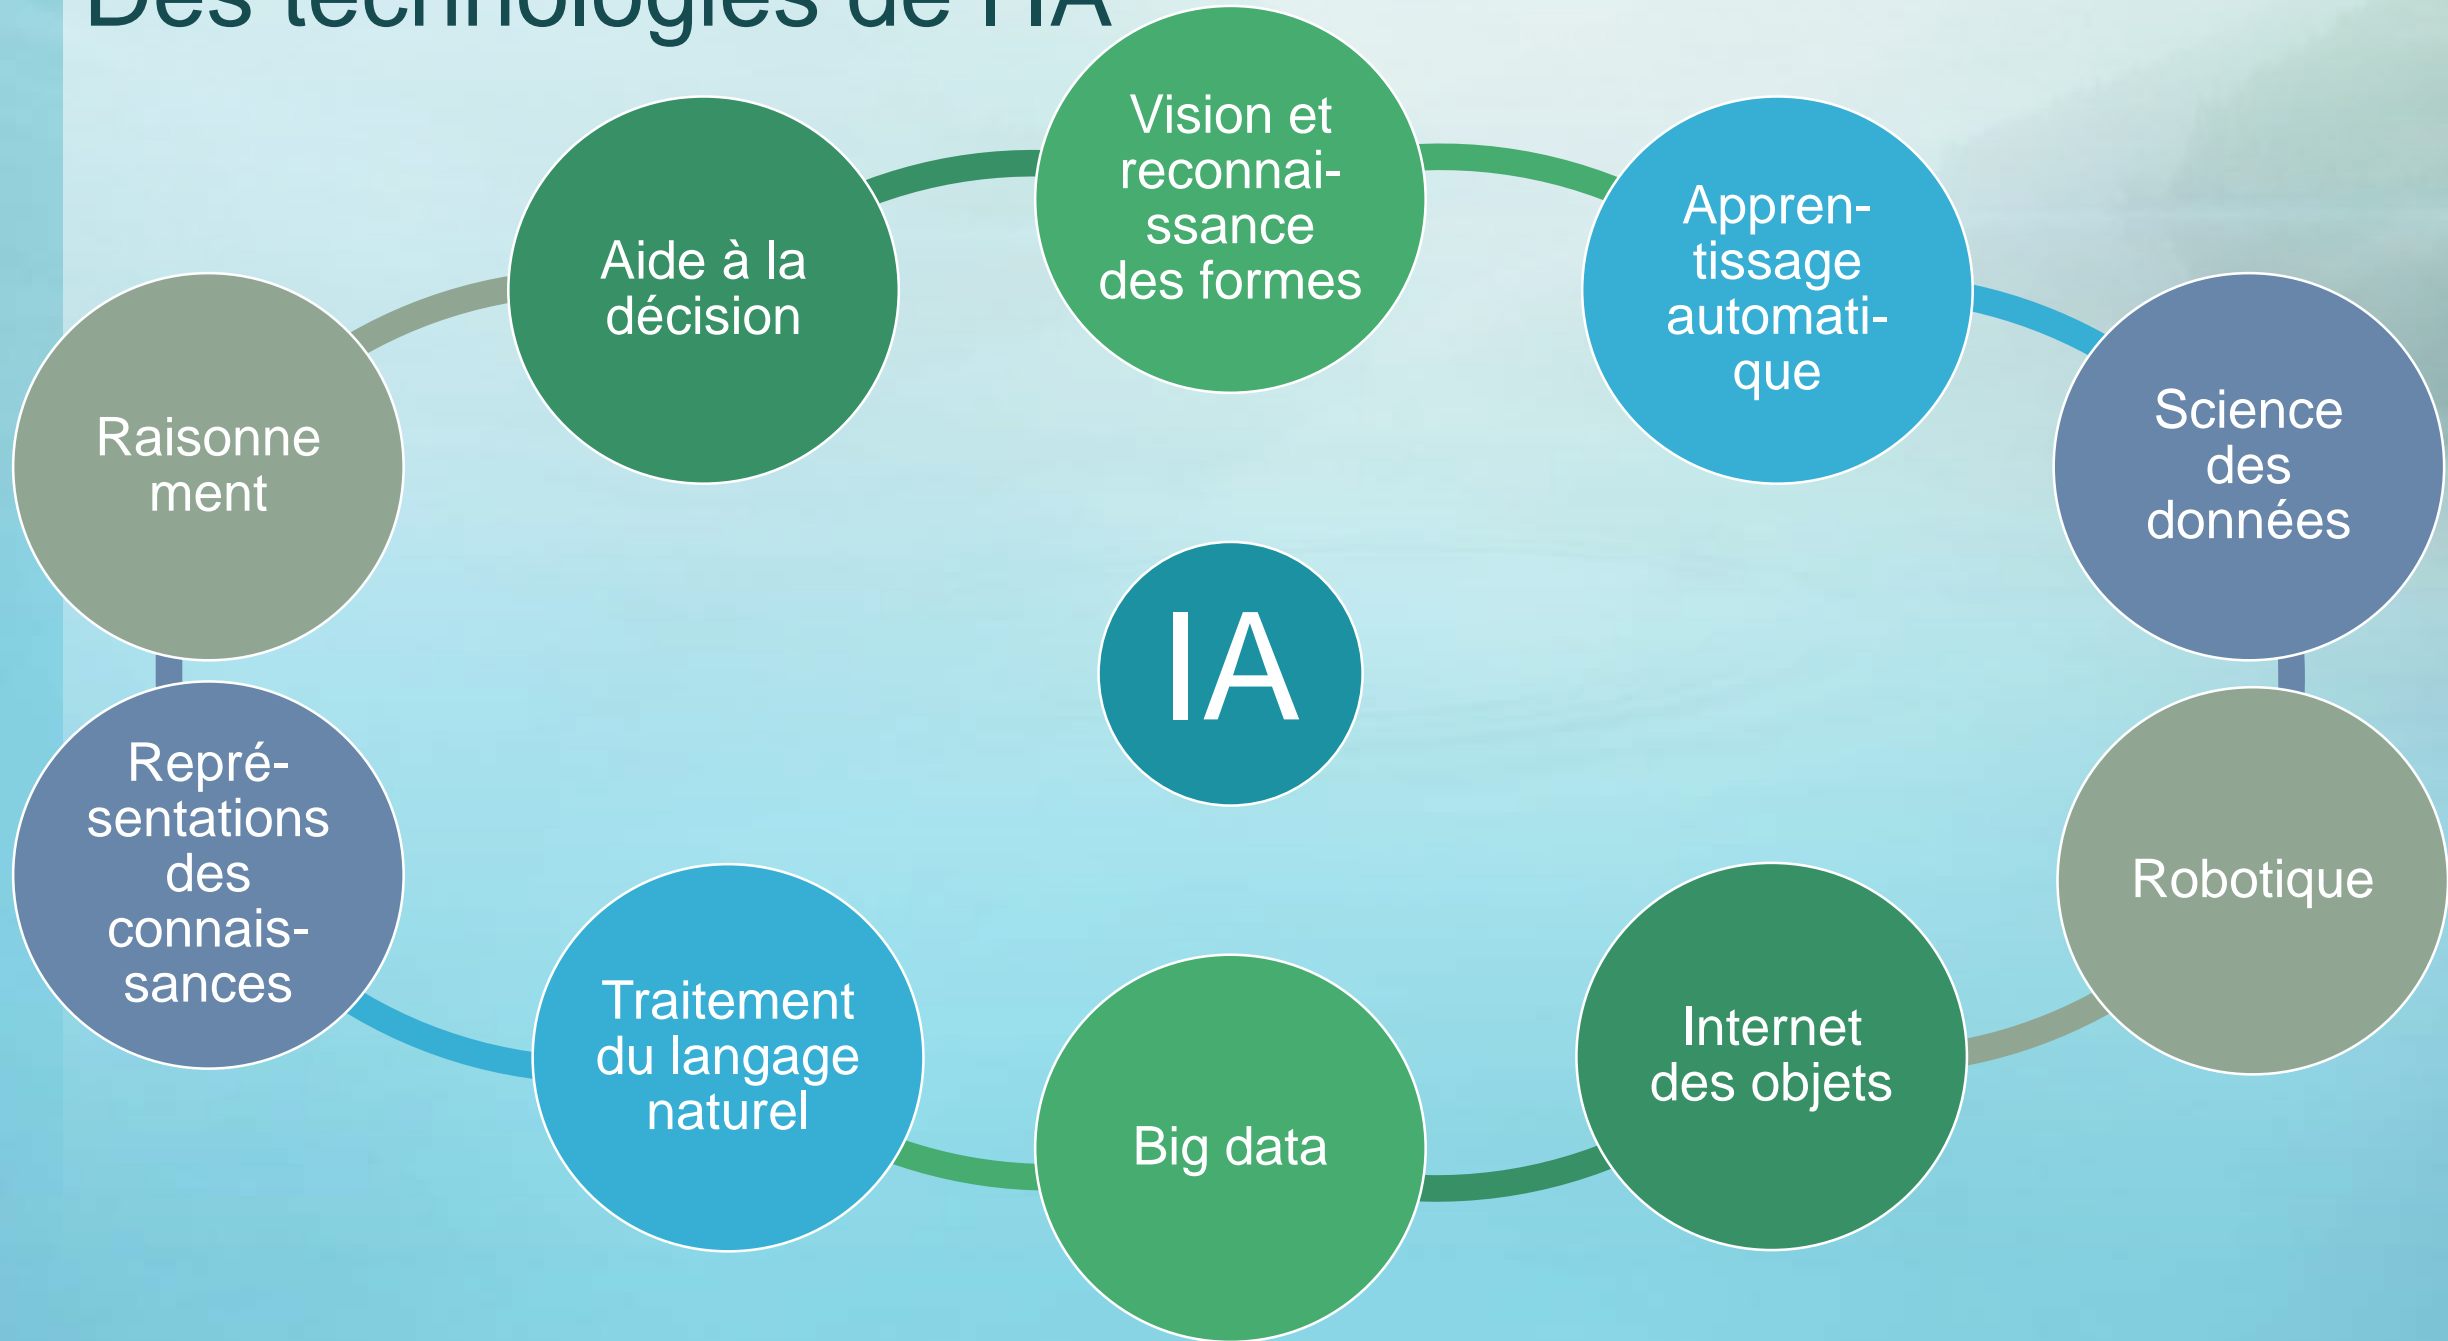 Des technologies de l'IA
Vision et
reconnai-
ssance
des formes
Appren-
tissage
automati-
que
Science
des
données
Robotique
Internet
des objets
Big data
Traitement
du langage
naturel
Repré-
sentations
des
connais-
sances
Raisonne
ment
Aide à la
décision
IA